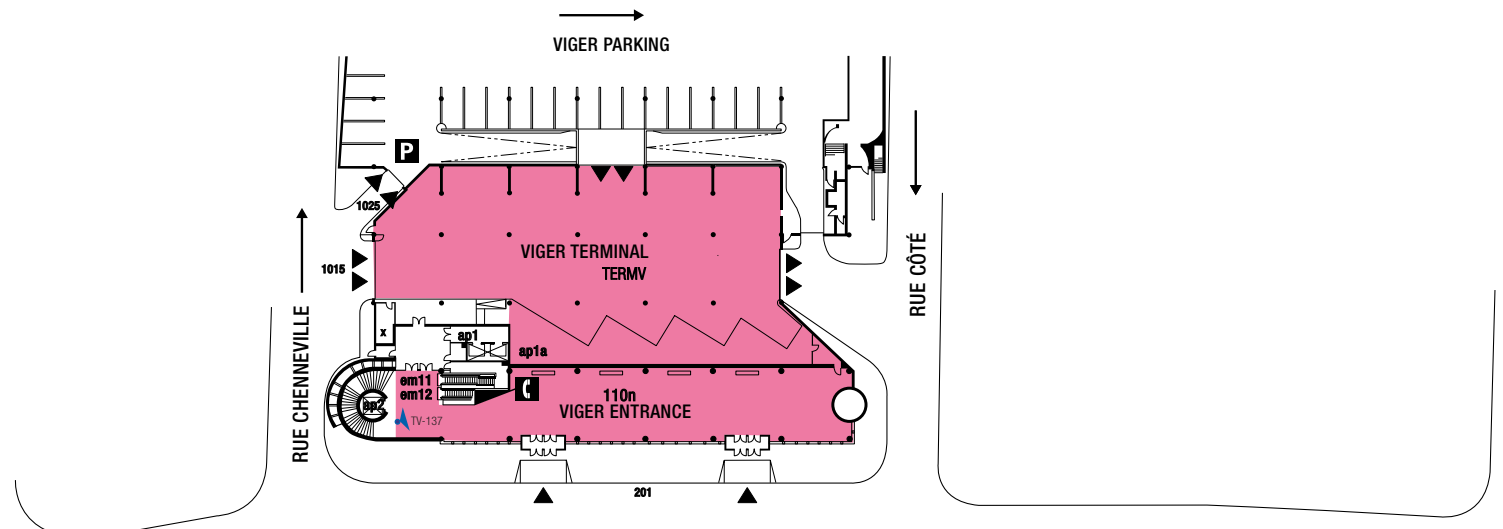 VIGER PARKING
P
1025
VIGER TERMINAL
TERMV
1015
RUE CHENNEVILLE
RUE CÔTÉ
x
ap1
ap1a
em11
em12
110n
VIGER ENTRANCE
ap2
TV-137
201